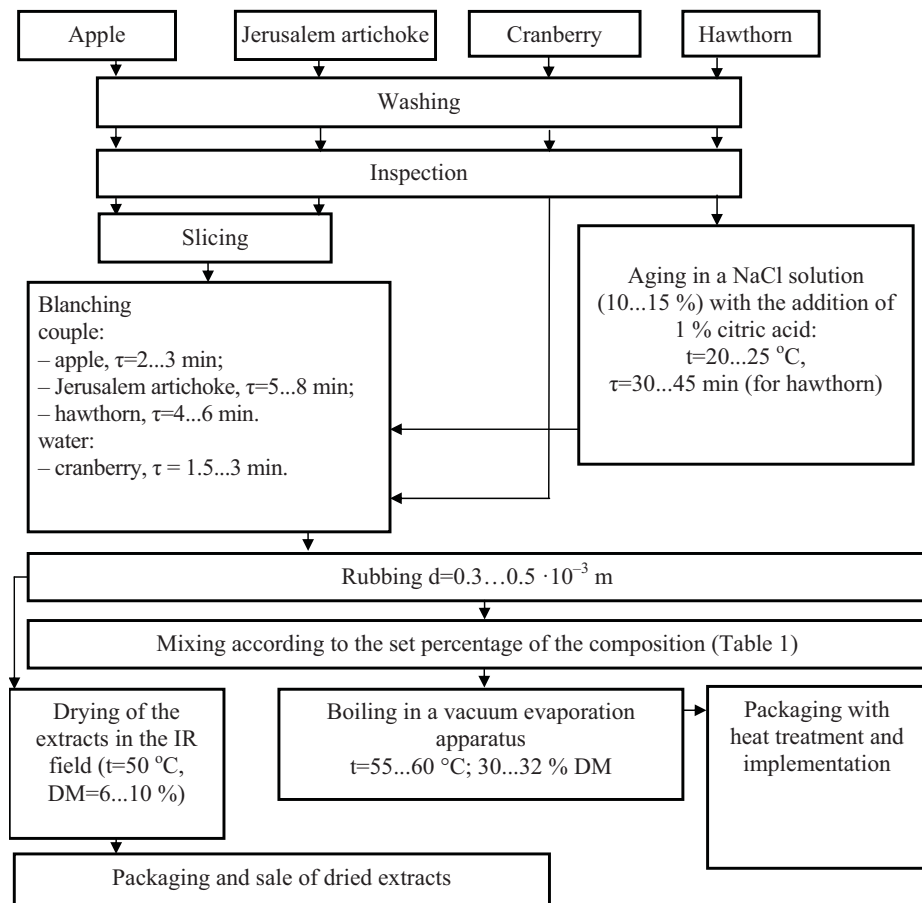 Apple
Jerusalem artichoke
Cranberry
Hawthorn
Washing
Inspection
Slicing
Blanching
couple:
– apple, τ=2...3 min;
– Jerusalem artichoke, τ=5...8 min;
– hawthorn, τ=4...6 min.
water:
– cranberry, τ = 1.5...3 min.
Aging in a NaCl solution
(10...15 %) with the addition of
1 % citric acid:
t=20...25 °C,
τ=30...45 min (for hawthorn)
Rubbing d=0.3…0.5 ·10⁻³ m
Mixing according to the set percentage of the composition (Table 1)
Drying of the
extracts in the IR
field (t=50 °C,
DM=6...10 %)
Boiling in a vacuum evaporation
apparatus
t=55...60 °C; 30...32 % DM
Packaging with
heat treatment and
implementation
Packaging and sale of dried extracts